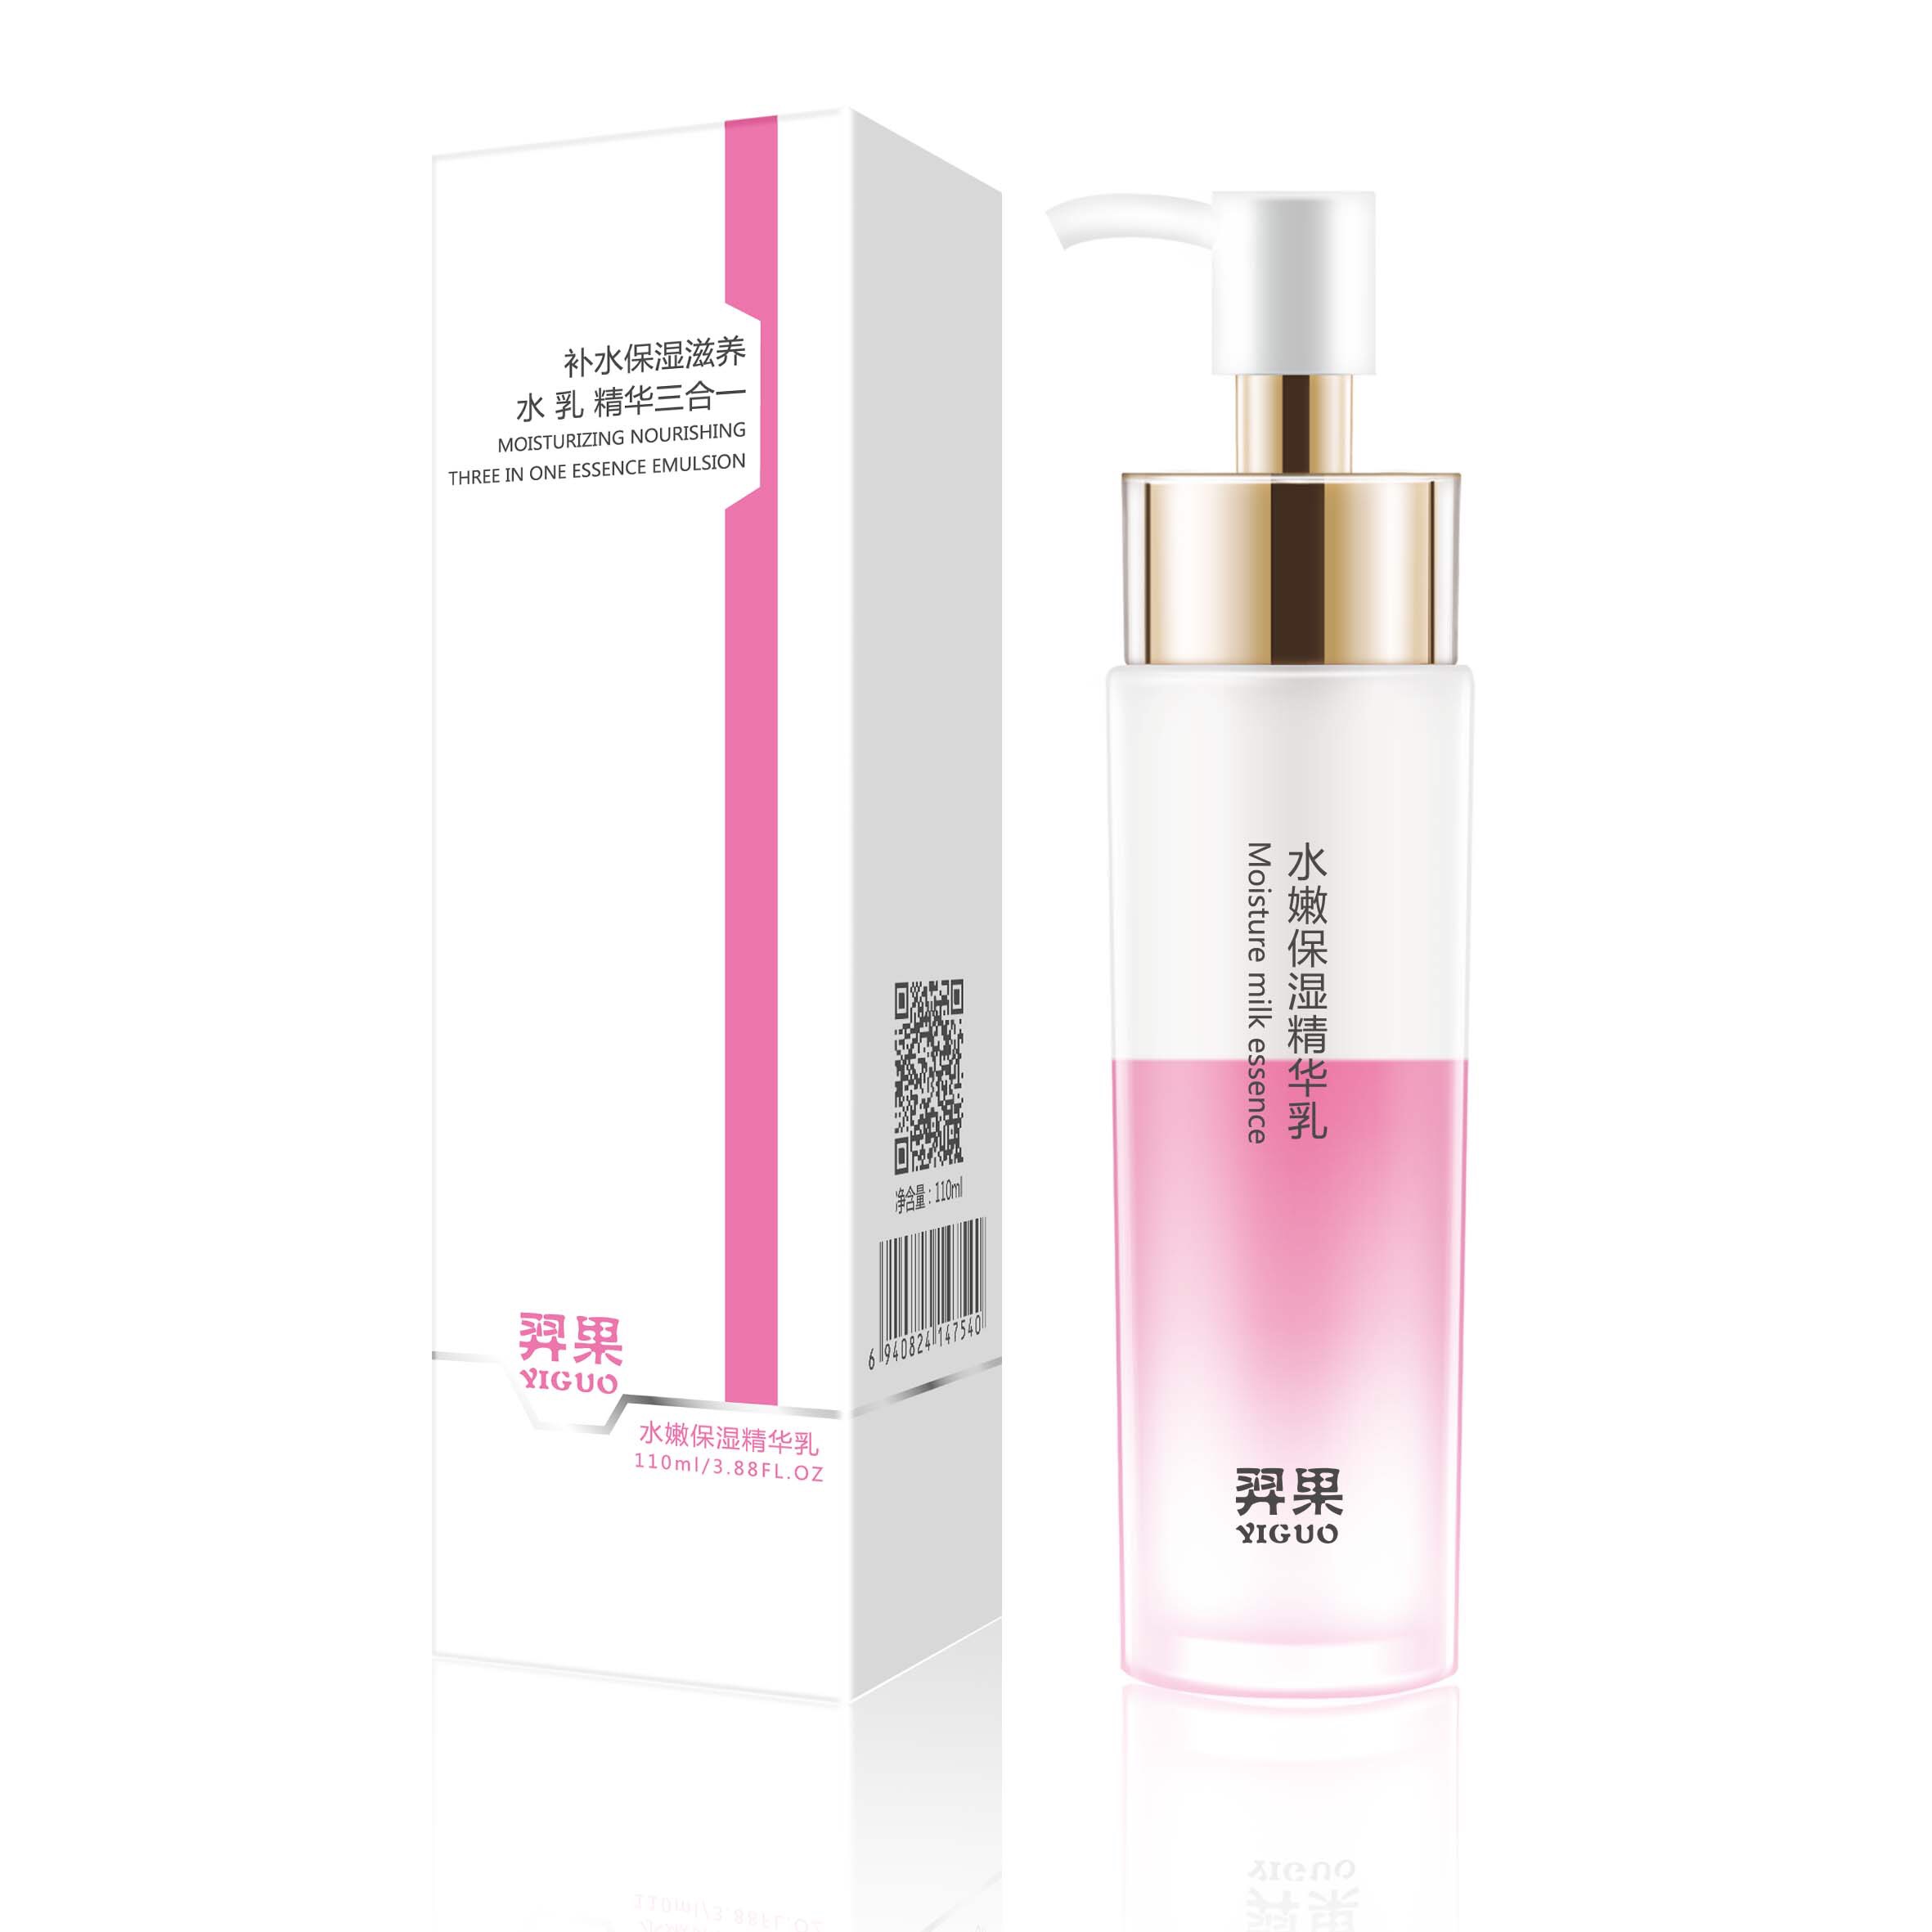 补水保湿滋养
水 乳 精华三合一
MOISTURIZING NOURISHING
THREE IN ONE ESSENCE EMULSION
羿果
YIGUO
水嫩保湿精华乳
110ml/3.88FL.OZ
净含量：110ml
6 940824 147540
水嫩保湿精华乳
Moisture milk essence
羿果
YIGUO